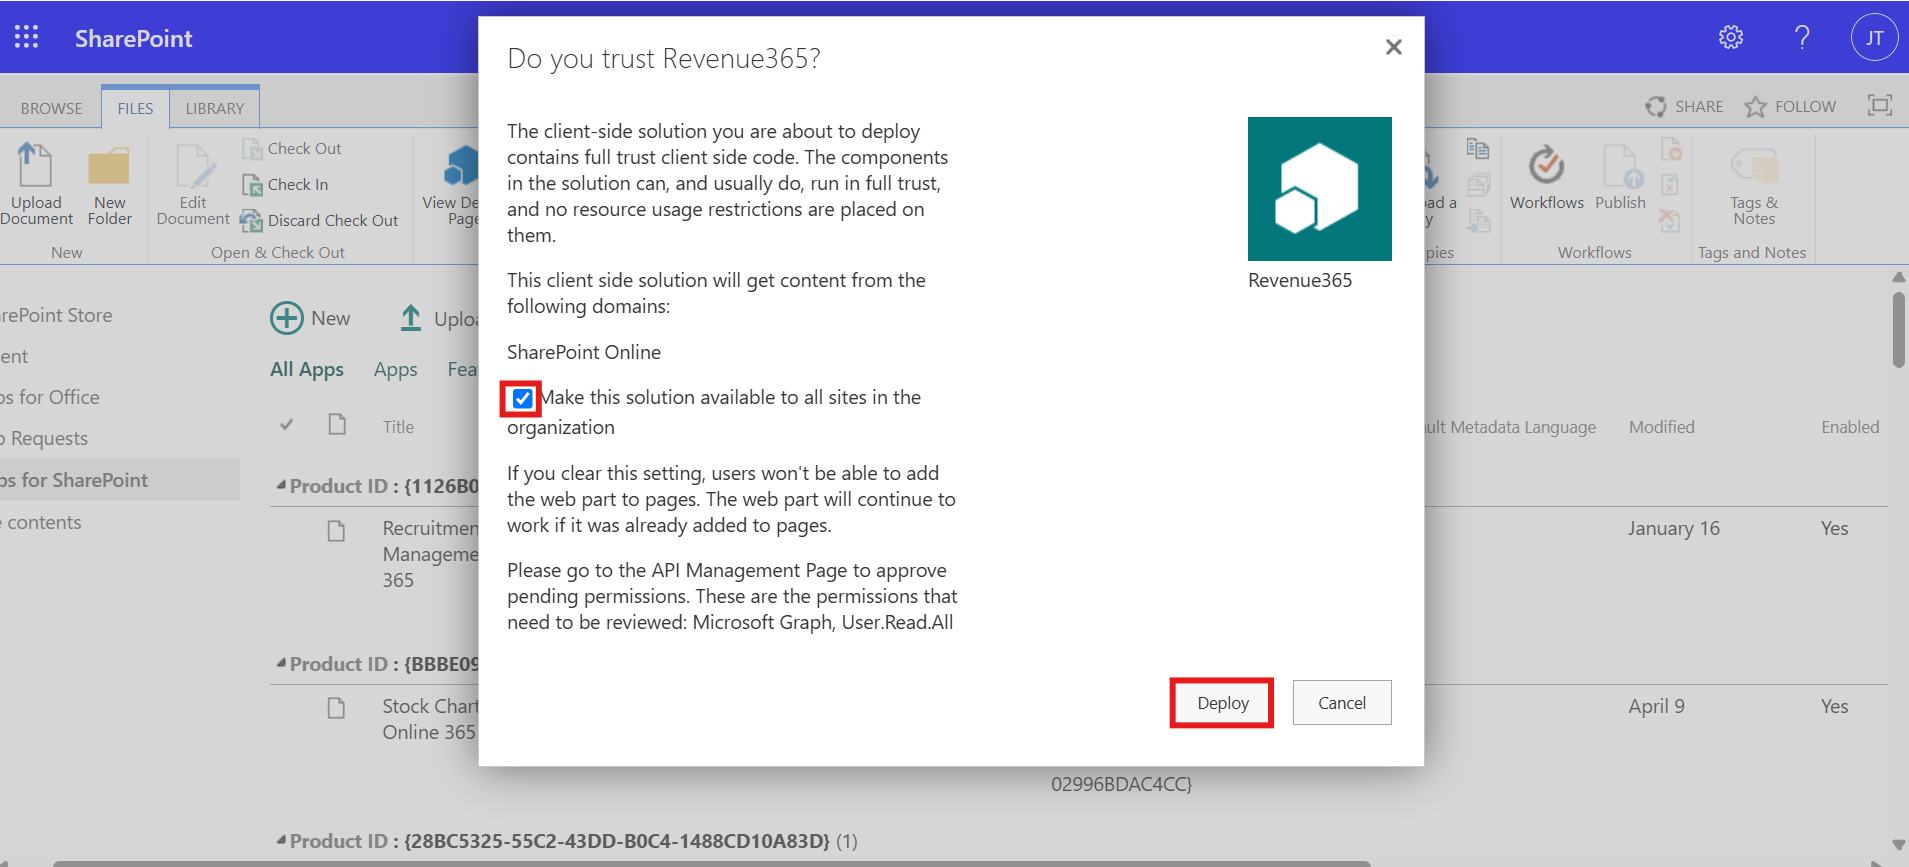 SharePoint
JT
BROWSE
FILES
LIBRARY
SHARE
FOLLOW
Upload
Document
New
Folder
New
Edit
Document
Check Out
Check In
Discard Check Out
Open & Check Out
View De
Page
ad a
y
pies
Workflows
Publish
Workflows
Tags &
Notes
Tags and Notes
rePoint Store
ent
s for Office
Requests
ps for SharePoint
contents
New
Uplo
All Apps
Apps
Fea
Title
ult Metadata Language
Modified
Enabled
Product ID : {1126B0
Recruitmen
Manageme
365
January 16
Yes
Product ID : {BBBE09
Stock Chart
Online 365
April 9
Yes
02996BDAC4CC}
Product ID : {28BC5325-55C2-43DD-B0C4-1488CD10A83D} (1)
Do you trust Revenue365?
The client-side solution you are about to deploy
contains full trust client side code. The components
in the solution can, and usually do, run in full trust,
and no resource usage restrictions are placed on
them.
This client side solution will get content from the
following domains:
SharePoint Online
Make this solution available to all sites in the
organization
If you clear this setting, users won't be able to add
the web part to pages. The web part will continue to
work if it was already added to pages.
Please go to the API Management Page to approve
pending permissions. These are the permissions that
need to be reviewed: Microsoft Graph, User.Read.All
Revenue365
Deploy
Cancel